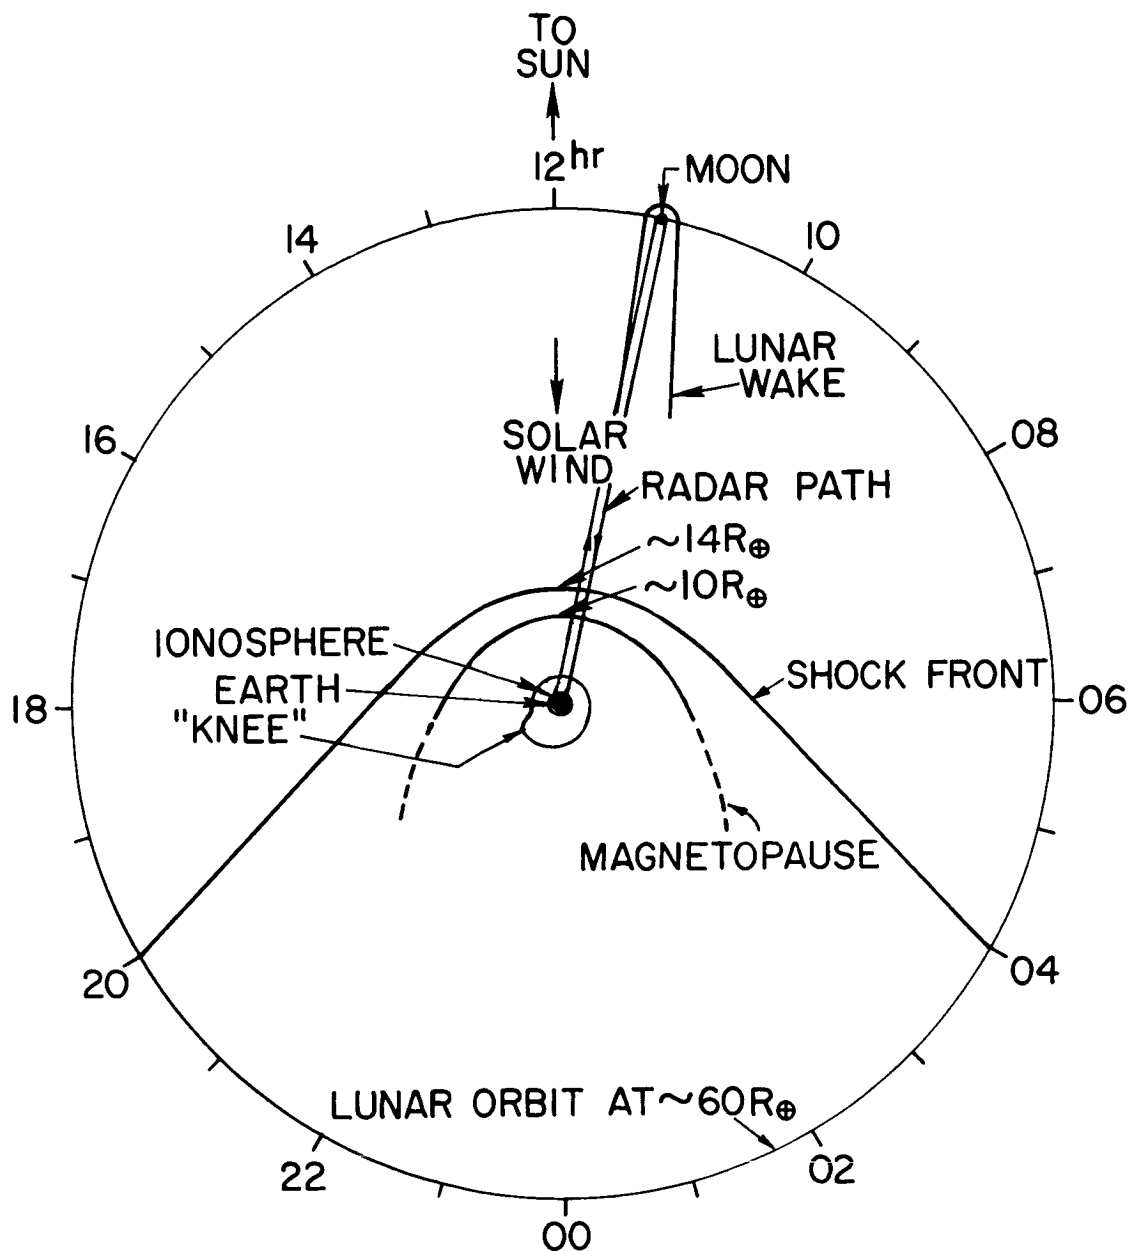 TO
SUN
12hr
MOON
14
10
LUNAR
WAKE
16
08
SOLAR
WIND
RADAR PATH
~14R⊕
~10R⊕
IONOSPHERE
EARTH
"KNEE"
SHOCK FRONT
18
06
MAGNETOPAUSE
20
04
LUNAR ORBIT AT ~60R⊕
22
02
00